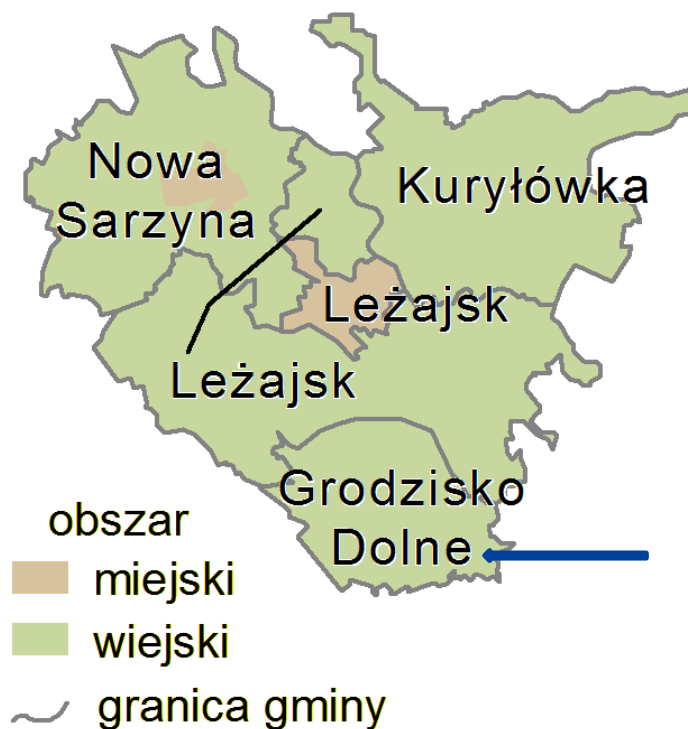 Nowa
Sarzyna
Kuryłówka
Leżajsk
Leżajsk
Grodzisko
Dolne
obszar
miejski
wiejski
granica gminy